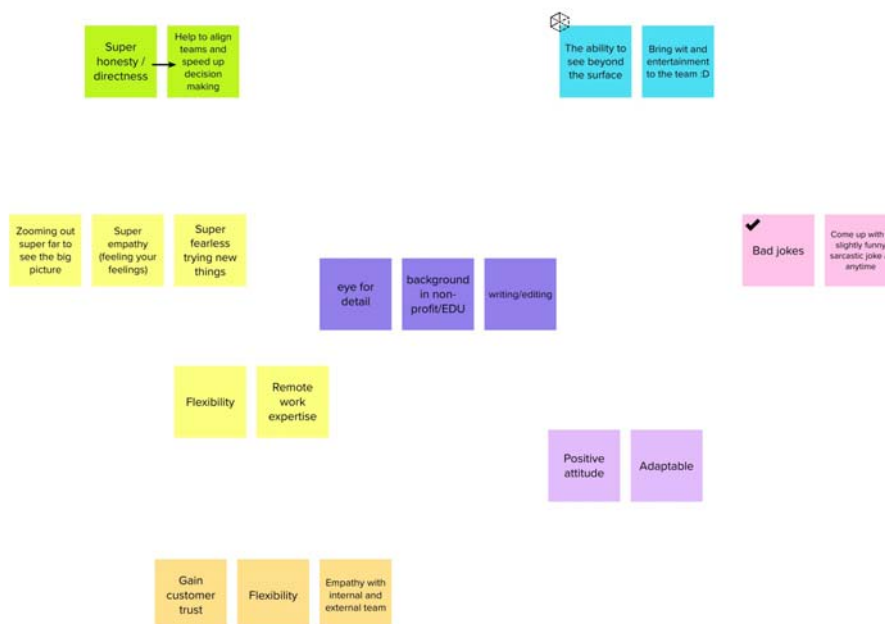 Super
honesty /
directness
Help to align
teams and
speed up
decision
making
The ability to
see beyond
the surface
Bring wit and
entertainment
to the team :D
Zooming out
super far to
see the big
picture
Super
empathy
(feeling your
feelings)
Super
fearless
trying new
things
eye for
detail
background
in non-
profit/EDU
writing/editing
Bad jokes
Come up with
slightly funny
sarcastic joke
anytime
Flexibility
Remote
work
expertise
Positive
attitude
Adaptable
Gain
customer
trust
Flexibility
Empathy with
internal and
external team